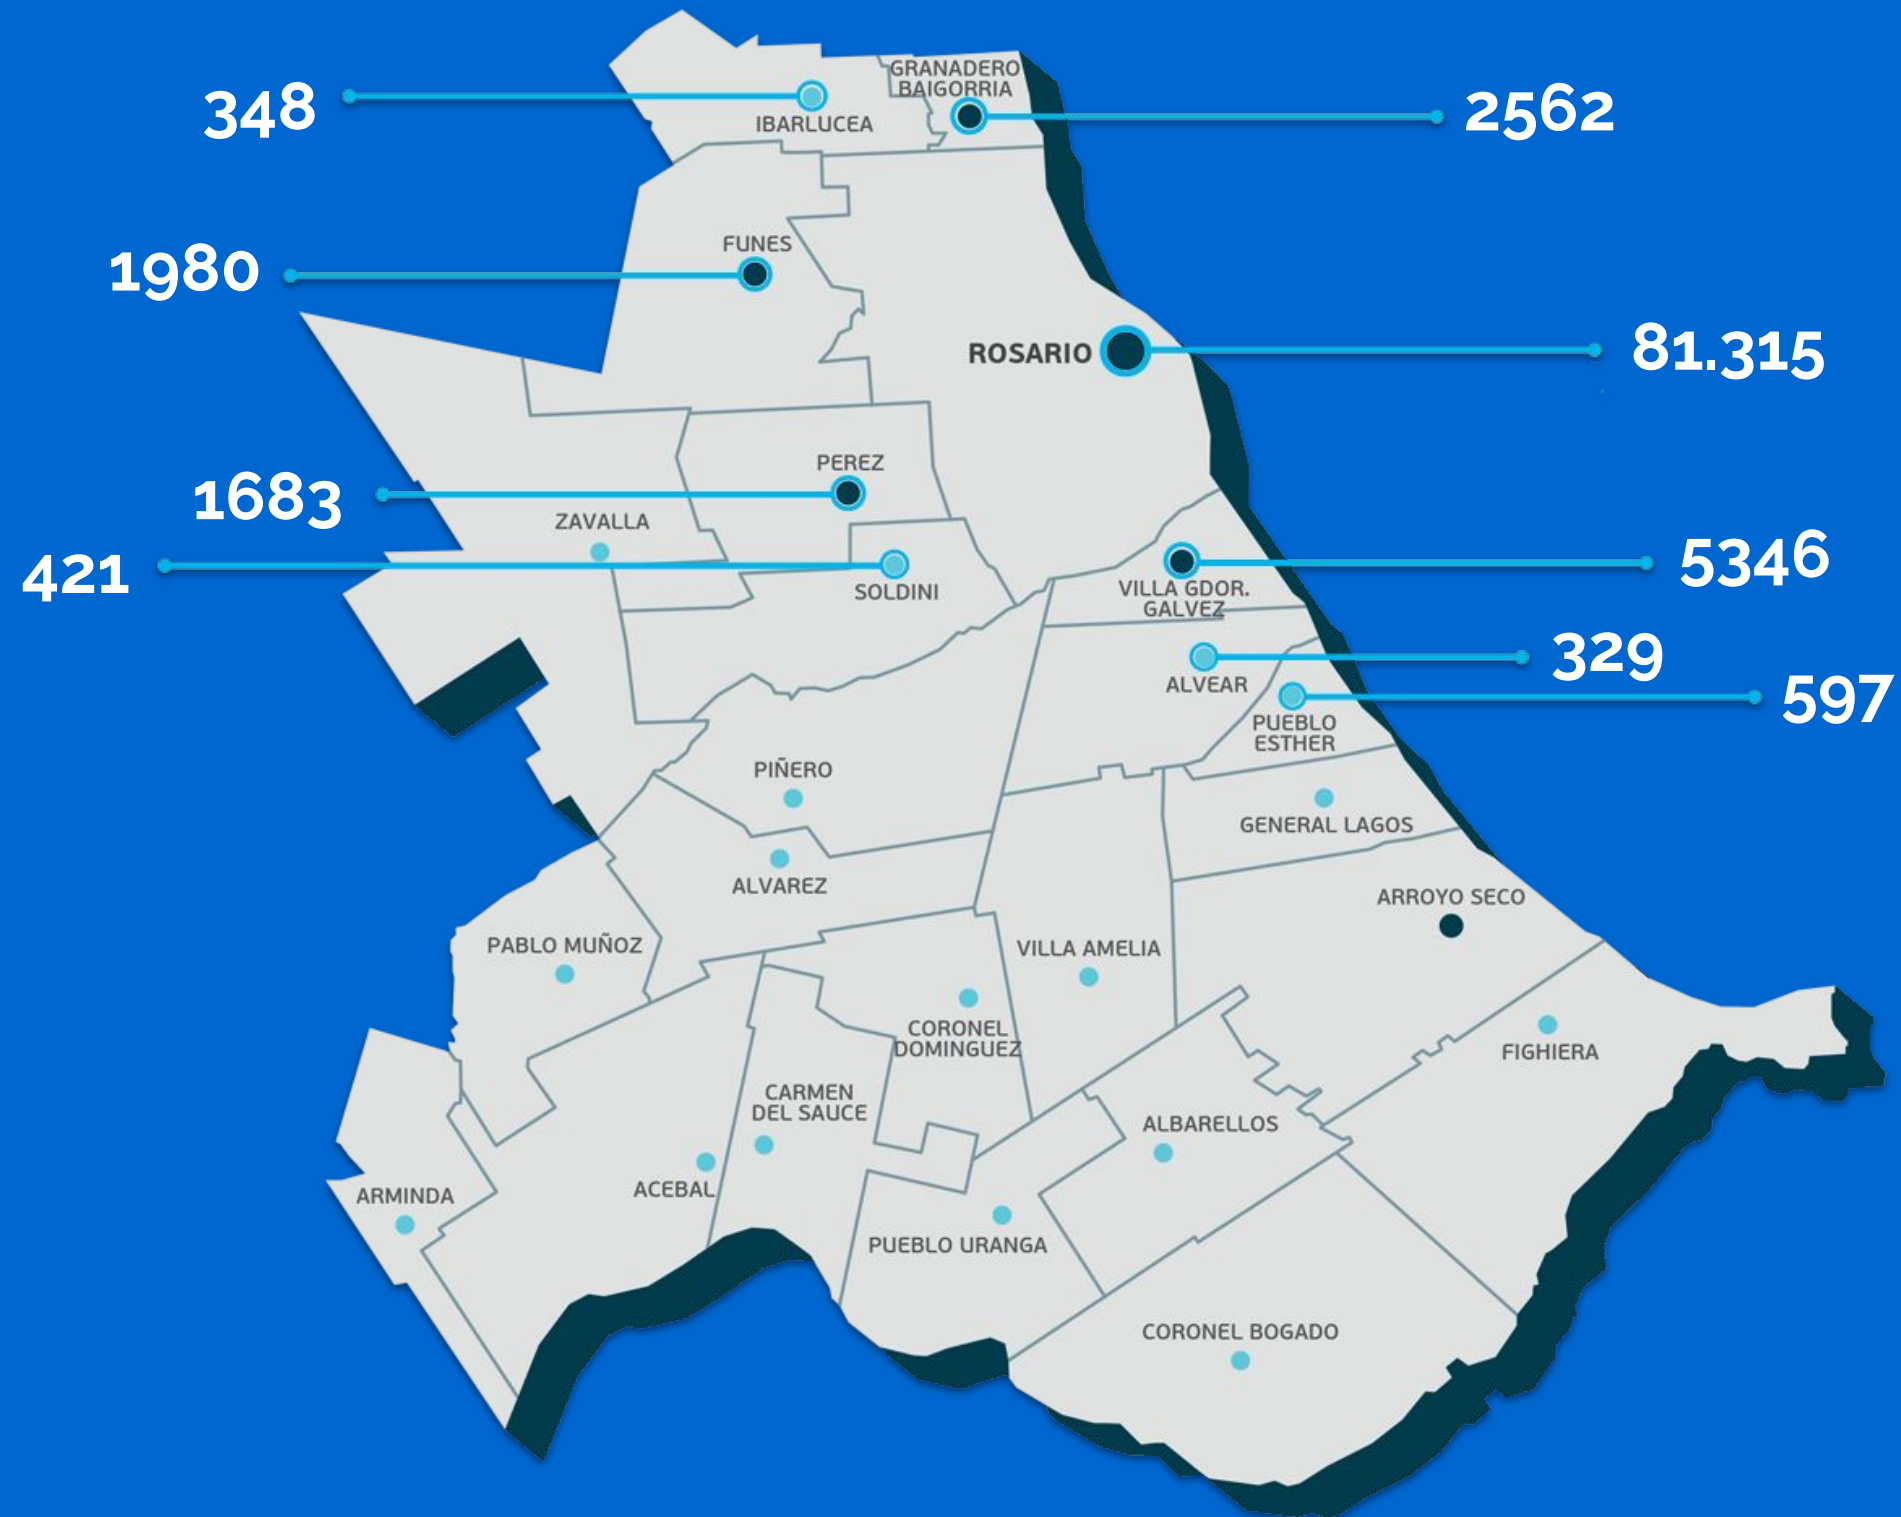 GRANADERO
BAIGORRIA
348
2562
IBARLUCEA
FUNES
1980
ROSARIO
81.315
PEREZ
1683
ZAVALLA
421
SOLDINI
5346
VILLA GDOR.
GALVEZ
329
ALVEAR
597
PUEBLO
ESTHER
PIÑERO
GENERAL LAGOS
ALVAREZ
ARROYO SECO
PABLO MUÑOZ
VILLA AMELIA
CORONEL
DOMINGUEZ
FIGHIERA
CARMEN
DEL SAUCE
ALBARELLOS
ACEBAL
ARMINDA
PUEBLO URANGA
CORONEL BOGADO